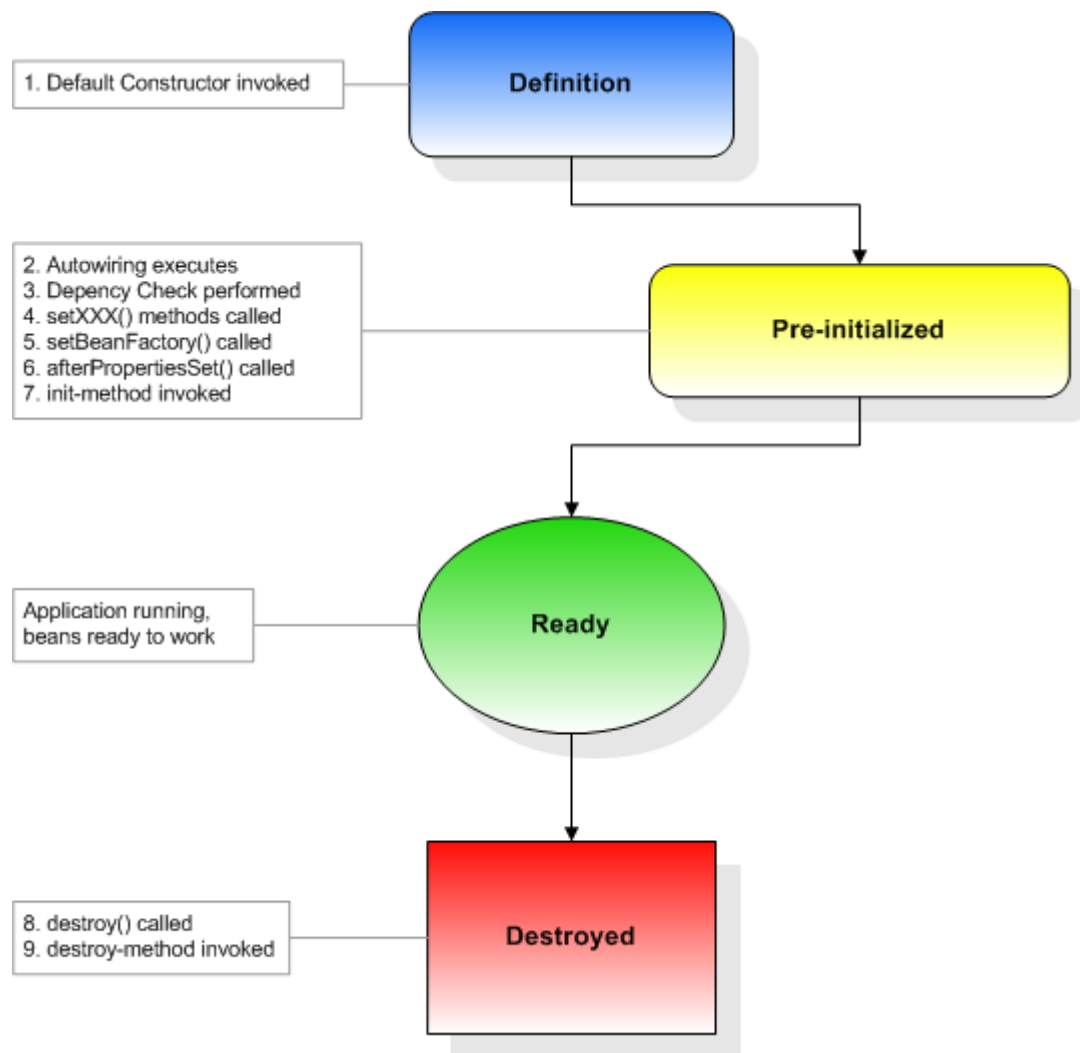 Definition
1. Default Constructor invoked
2. Autowiring executes
3. Depency Check performed
4. setXXX() methods called
5. setBeanFactory() called
6. afterPropertiesSet() called
7. init-method invoked
Pre-initialized
Application running,
beans ready to work
Ready
8. destroy() called
9. destroy-method invoked
Destroyed